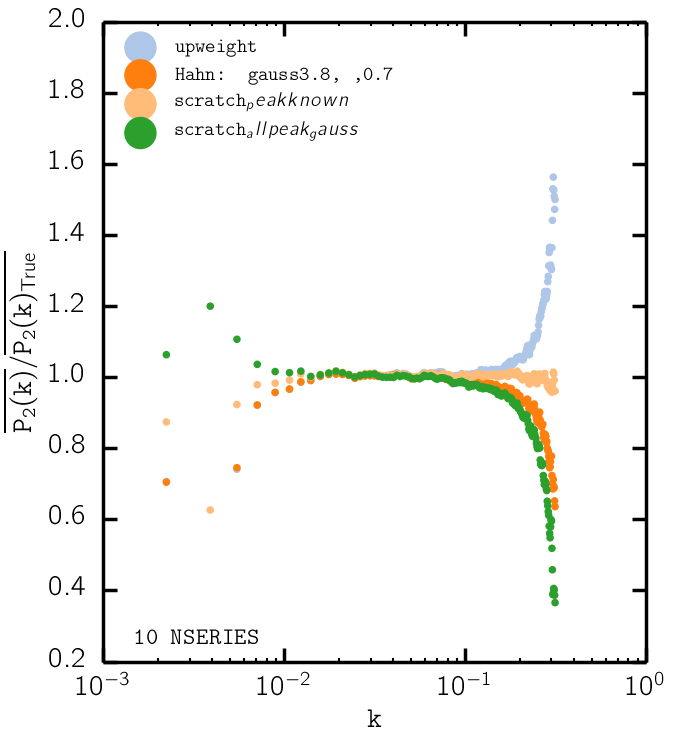 2.0
1.8
1.6
1.4
1.2
1.0
0.8
0.6
0.4
0.2
P₂(k)/P₂(k)True
upweight
Hahn: gauss3.8, ,0.7
scratchₚeakknown
scratchₐllpeak_gauss
10 NSERIES
10⁻³ 10⁻² 10⁻¹ 10⁰
k